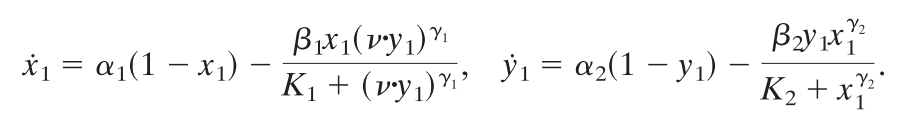 ẋ₁ = α₁(1 − x₁) − β₁x₁(ν·y₁)^γ₁ / (K₁ + (ν·y₁)^γ₁), ẏ₁ = α₂(1 − y₁) − β₂y₁x₁^γ₂ / (K₂ + x₁^γ₂).